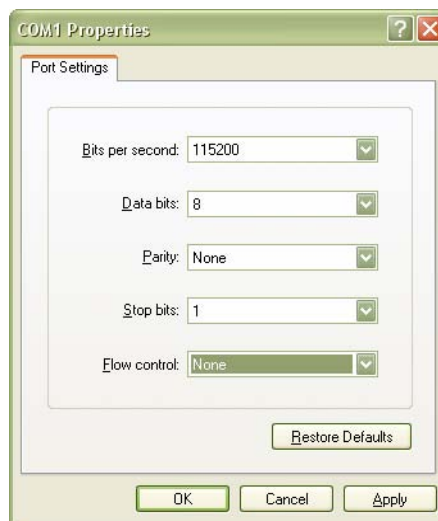 COM1 Properties
Port Settings
Bits per second: 115200
Data bits: 8
Parity: None
Stop bits: 1
Flow control: None
Restore Defaults
OK Cancel Apply